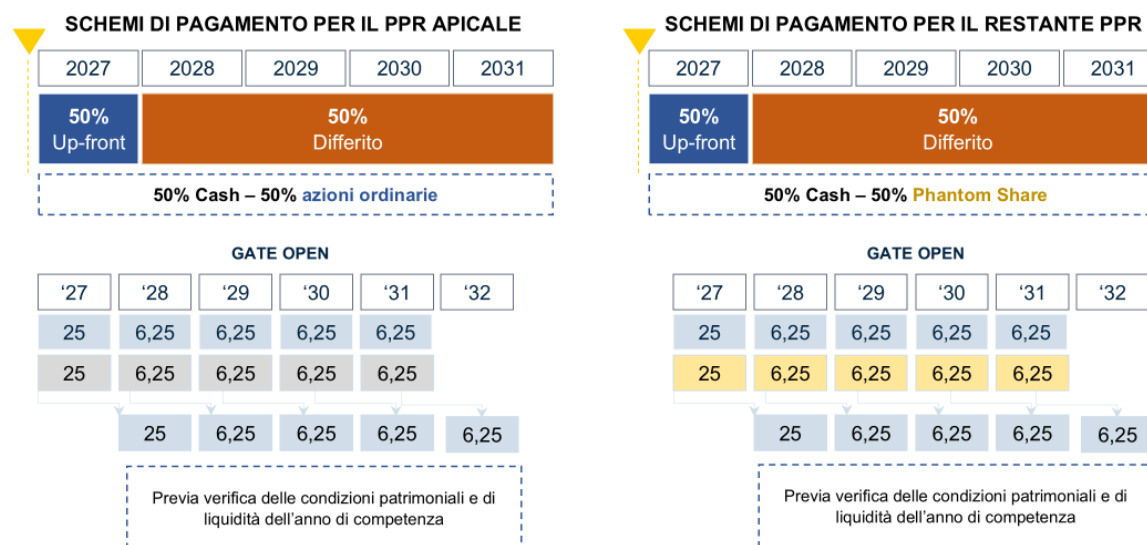 SCHEMI DI PAGAMENTO PER IL PPR APICALE
2027 2028 2029 2030 2031
50% 50%
Up-front Differito
50% Cash – 50% azioni ordinarie
GATE OPEN
‘27 ‘28 ‘29 ‘30 ‘31 ‘32
25 6,25 6,25 6,25 6,25
25 6,25 6,25 6,25 6,25
25 6,25 6,25 6,25 6,25
Previa verifica delle condizioni patrimoniali e di
liquidità dell’anno di competenza
SCHEMI DI PAGAMENTO PER IL RESTANTE PPR
2027 2028 2029 2030 2031
50% 50%
Up-front Differito
50% Cash – 50% Phantom Share
GATE OPEN
‘27 ‘28 ‘29 ‘30 ‘31 ‘32
25 6,25 6,25 6,25 6,25
25 6,25 6,25 6,25 6,25
25 6,25 6,25 6,25 6,25
Previa verifica delle condizioni patrimoniali e di
liquidità dell’anno di competenza